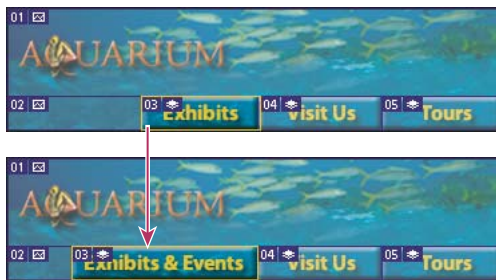 01
AQUARIUM
02 03 Exhibits 04 Visit Us 05 Tours
01
AQUARIUM
02 03 Exhibits & Events 04 Visit Us 05 Tours